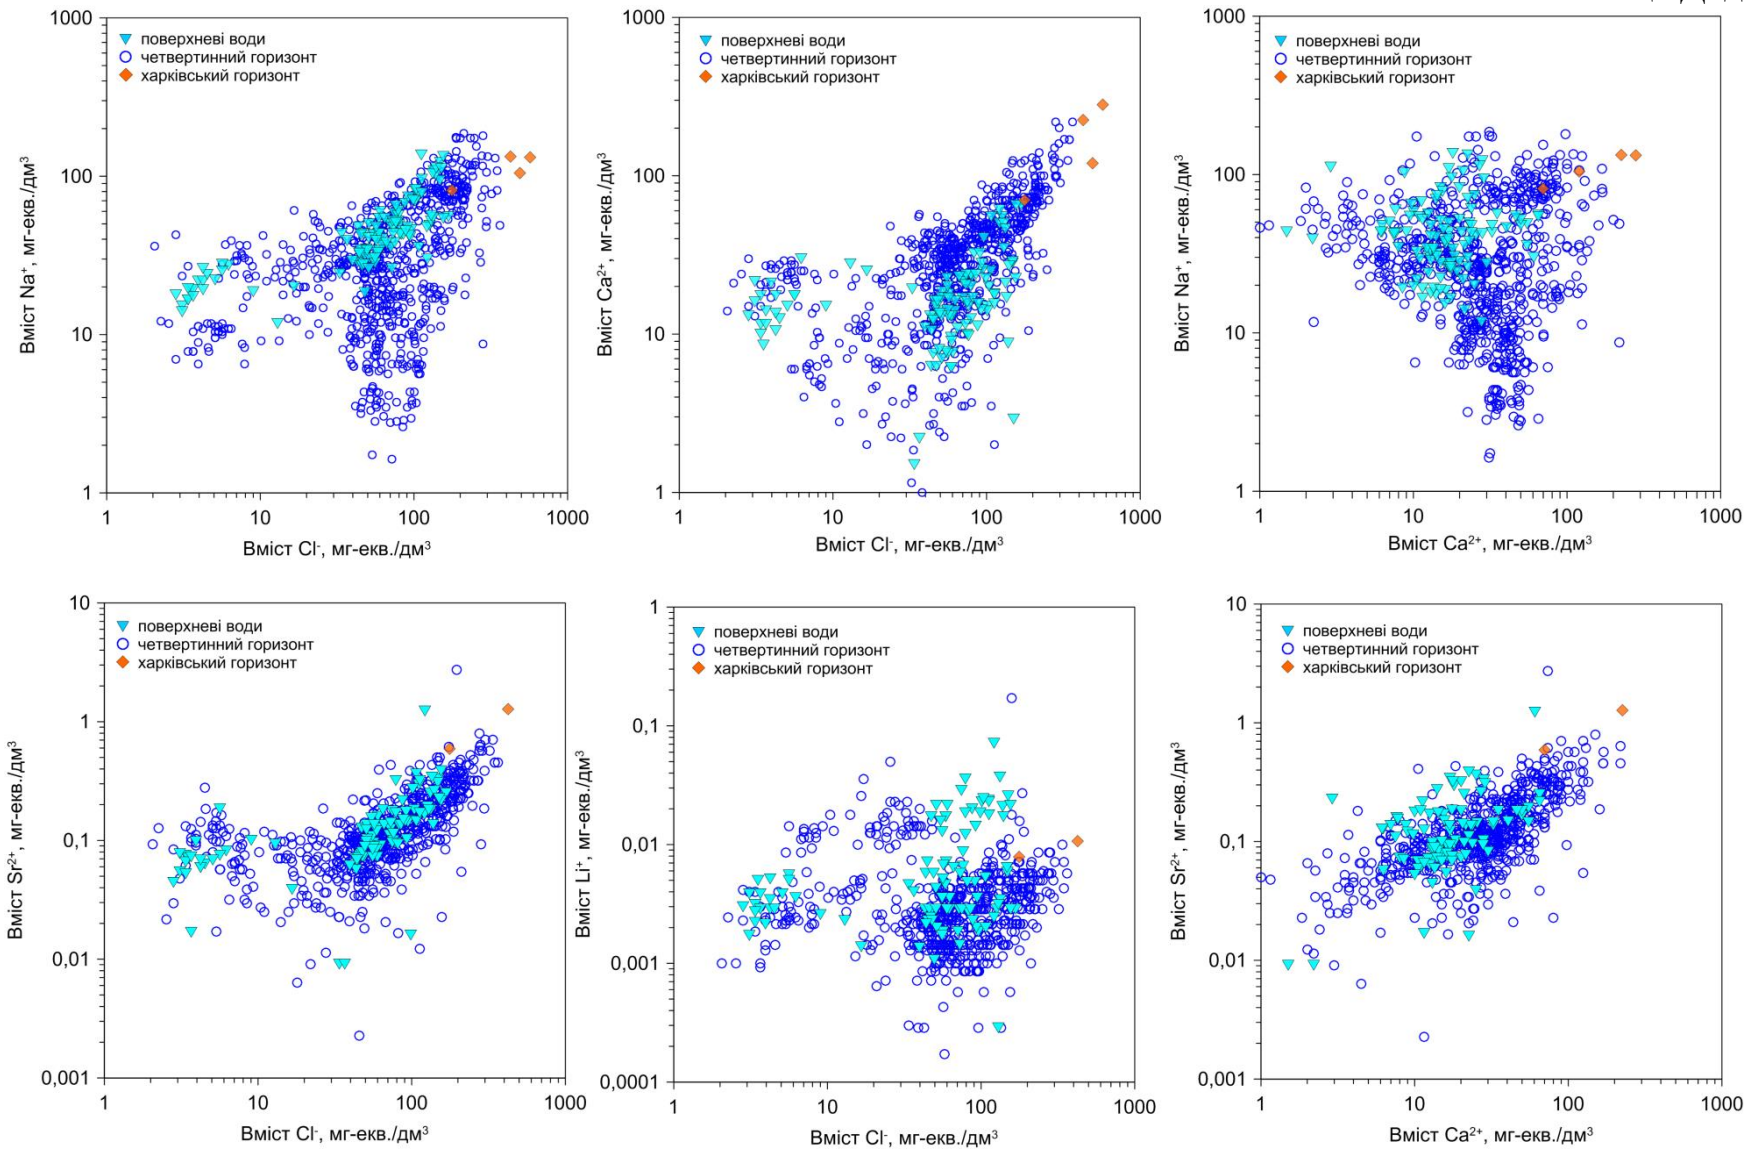 1000
100
10
1
поверхневі води
четвертинний горизонт
харківський горизонт
Вміст Na⁺, мг-екв./дм³
1 10 100 1000
Вміст Cl⁻, мг-екв./дм³
1000
100
10
1
поверхневі води
четвертинний горизонт
харківський горизонт
Вміст Ca²⁺, мг-екв./дм³
1 10 100 1000
Вміст Cl⁻, мг-екв./дм³
1000
100
10
1
поверхневі води
четвертинний горизонт
харківський горизонт
Вміст Na⁺, мг-екв./дм³
1 10 100 1000
Вміст Ca²⁺, мг-екв./дм³
10
1
0,1
0,01
0,001
поверхневі води
четвертинний горизонт
харківський горизонт
Вміст Sr²⁺, мг-екв./дм³
1 10 100 1000
Вміст Cl⁻, мг-екв./дм³
1
0,1
0,01
0,001
0,0001
поверхневі води
четвертинний горизонт
харківський горизонт
Вміст Li⁺, мг-екв./дм³
1 10 100 1000
Вміст Cl⁻, мг-екв./дм³
10
1
0,1
0,01
0,001
поверхневі води
четвертинний горизонт
харківський горизонт
Вміст Sr²⁺, мг-екв./дм³
1 10 100 1000
Вміст Ca²⁺, мг-екв./дм³